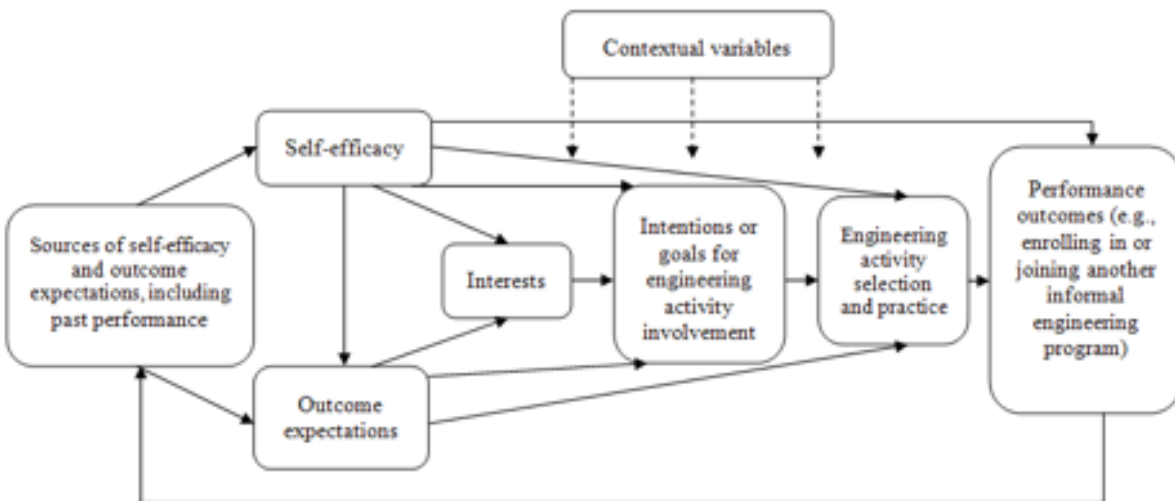 Contextual variables
Self-efficacy
Sources of self-efficacy
and outcome
expectations, including
past performance
Interests
Intentions or
goals for
engineering
activity
involvement
Engineering
activity
selection
and practice
Performance
outcomes (e.g.,
enrolling in or
joining another
informal
engineering
program)
Outcome
expectations